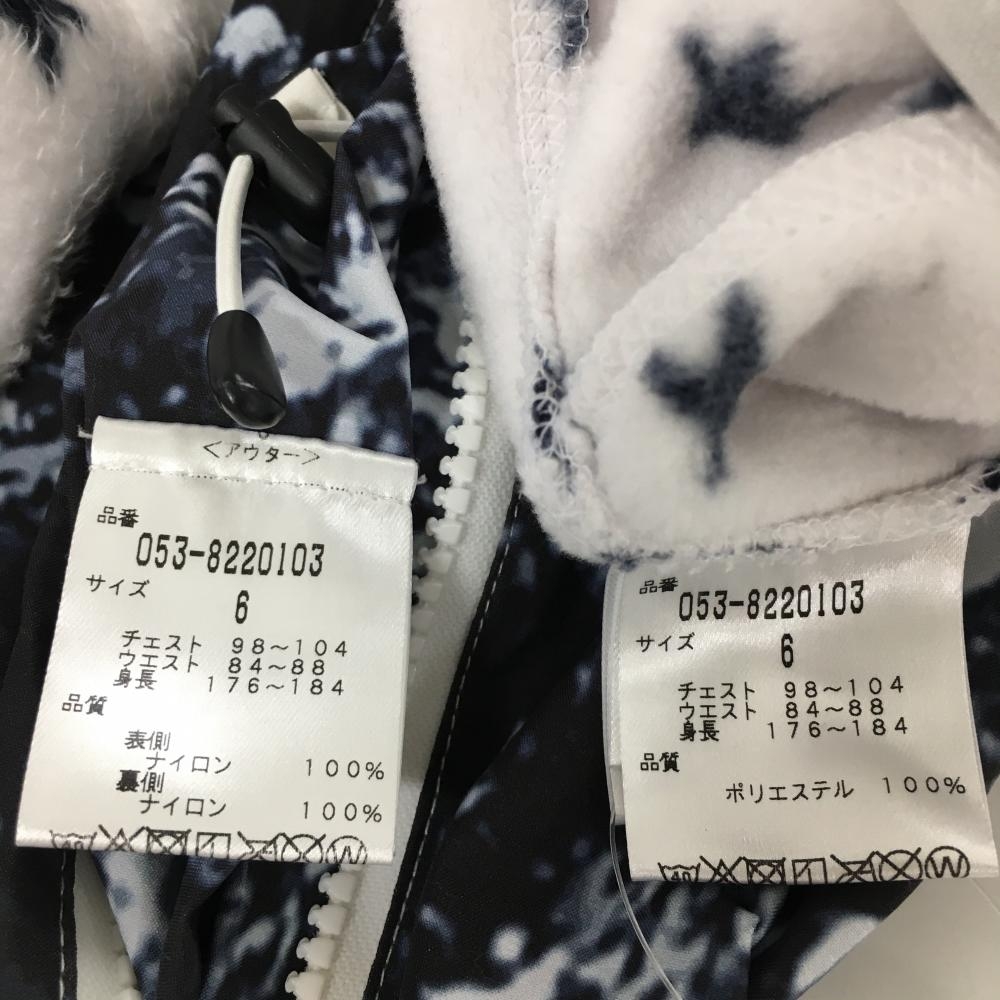 ＜アウター＞
品番
053-8220103
サイズ
6
チェスト 98～104
ウエスト 84～88
身長 176～184
品質
表側
ナイロン 100%
裏側
ナイロン 100%
40
W
品番
053-8220103
サイズ
6
チェスト 98～104
ウエスト 84～88
身長 176～184
品質
ポリエステル 100%
40
W